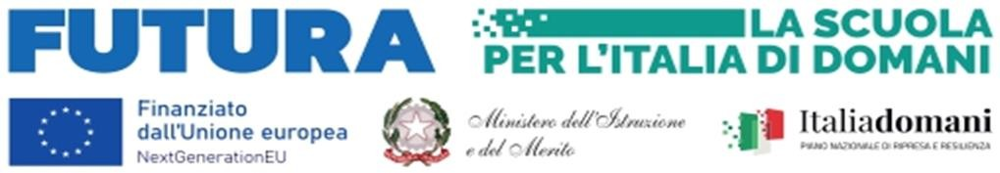 FUTURA
LA SCUOLA
PER L'ITALIA DI DOMANI
Finanziato
dall'Unione europea
NextGenerationEU
Ministero dell'Istruzione
e del Merito
Italiadomani
PIANO NAZIONALE DI RIPRESA E RESILIENZA